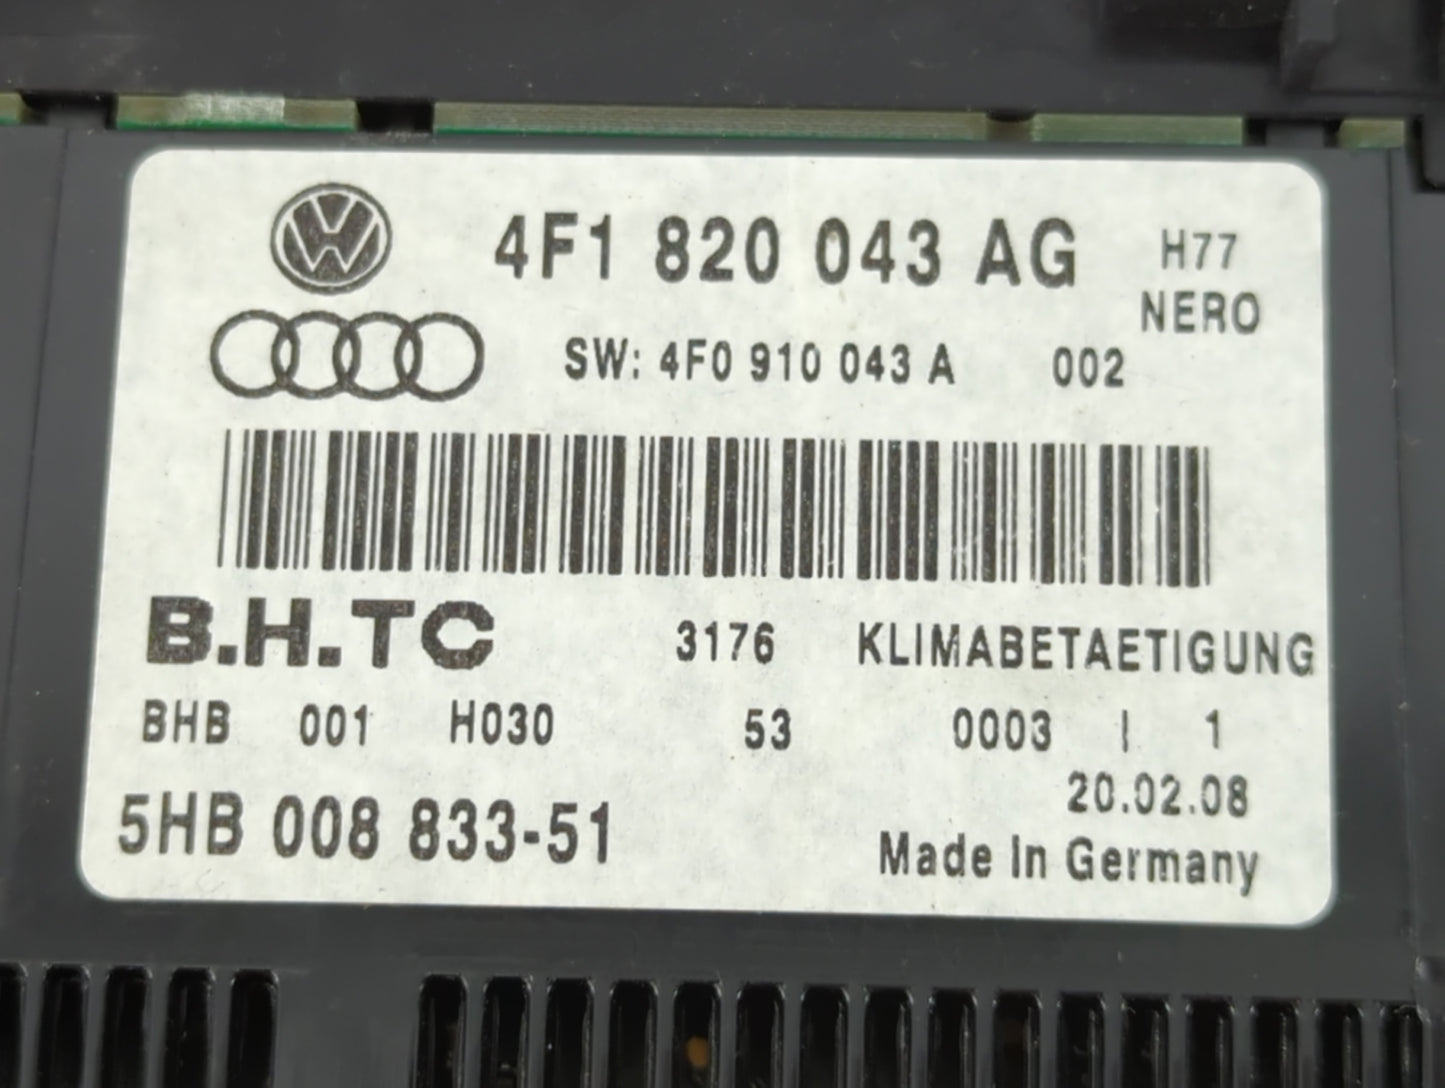 4F1 820 043 AG H77
NERO
SW: 4F0 910 043 A 002
B.H.TC 3176 KLIMABETAETIGUNG
BHB 001 H030 53 0003 | 1
20.02.08
5HB 008 833-51
Made In Germany